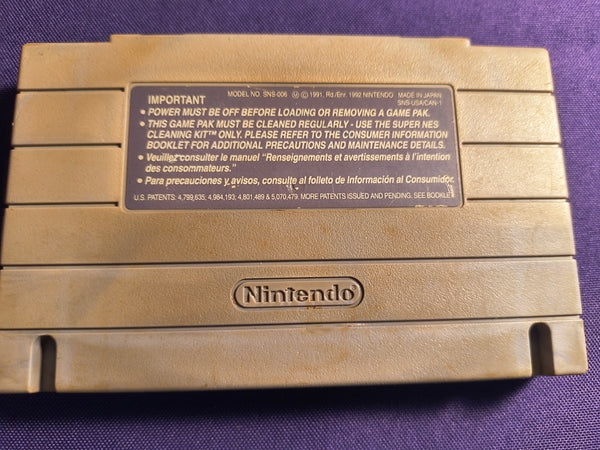 MODEL NO. SNS-006 Ⓜ © 1991, Rd./Enr. 1992 NINTENDO MADE IN JAPAN
SNS-USA/CAN-1
IMPORTANT
• POWER MUST BE OFF BEFORE LOADING OR REMOVING A GAME PAK.
• THIS GAME PAK MUST BE CLEANED REGULARLY - USE THE SUPER NES
CLEANING KIT™ ONLY. PLEASE REFER TO THE CONSUMER INFORMATION
BOOKLET FOR ADDITIONAL PRECAUTIONS AND MAINTENANCE DETAILS.
• Veuillez consulter le manuel "Renseignements et avertissements à l'intention
des consommateurs."
• Para precauciones y avisos, consulte al folleto de Información al Consumidor.
U.S. PATENTS: 4,799,635; 4,984,193; 4,801,489 & 5,070,479. MORE PATENTS ISSUED AND PENDING. SEE BOOKLET
Nintendo®